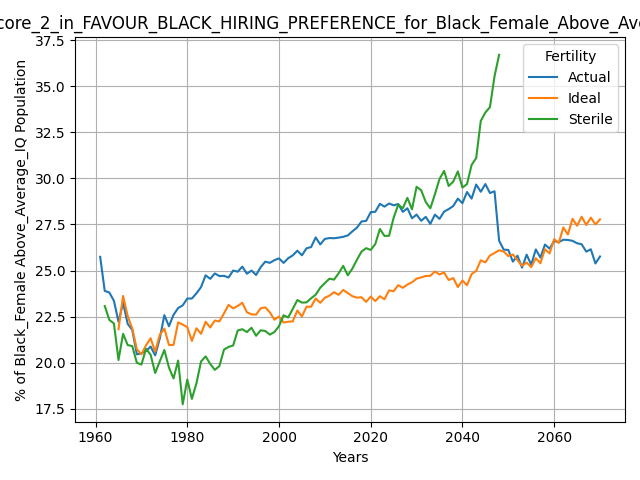 core_2_in_FAVOUR_BLACK_HIRING_PREFERENCE_for_Black_Female_Above_Ave
37.5
35.0
32.5
30.0
27.5
25.0
22.5
20.0
17.5
% of Black_Female Above_Average_IQ Population
Fertility
Actual
Ideal
Sterile
1960
1980
2000
2020
2040
2060
Years